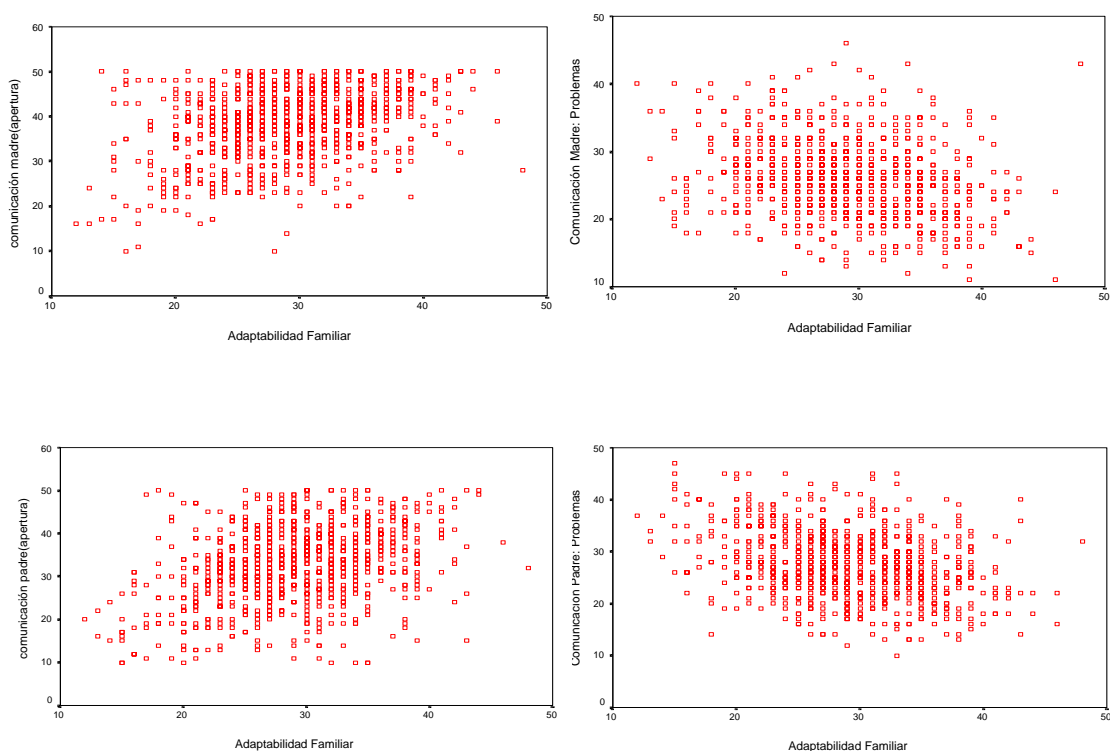 comunicación madre(apertura)
60
50
40
30
20
10
0
10 20 30 40 50
Adaptabilidad Familiar
Comunicación Madre: Problemas
50
40
30
20
10
10 20 30 40 50
Adaptabilidad Familiar
comunicación padre(apertura)
60
50
40
30
20
10
0
10 20 30 40 50
Adaptabilidad Familiar
Comunicacion Padre: Problemas
50
40
30
20
10
0
10 20 30 40 50
Adaptabilidad Familiar